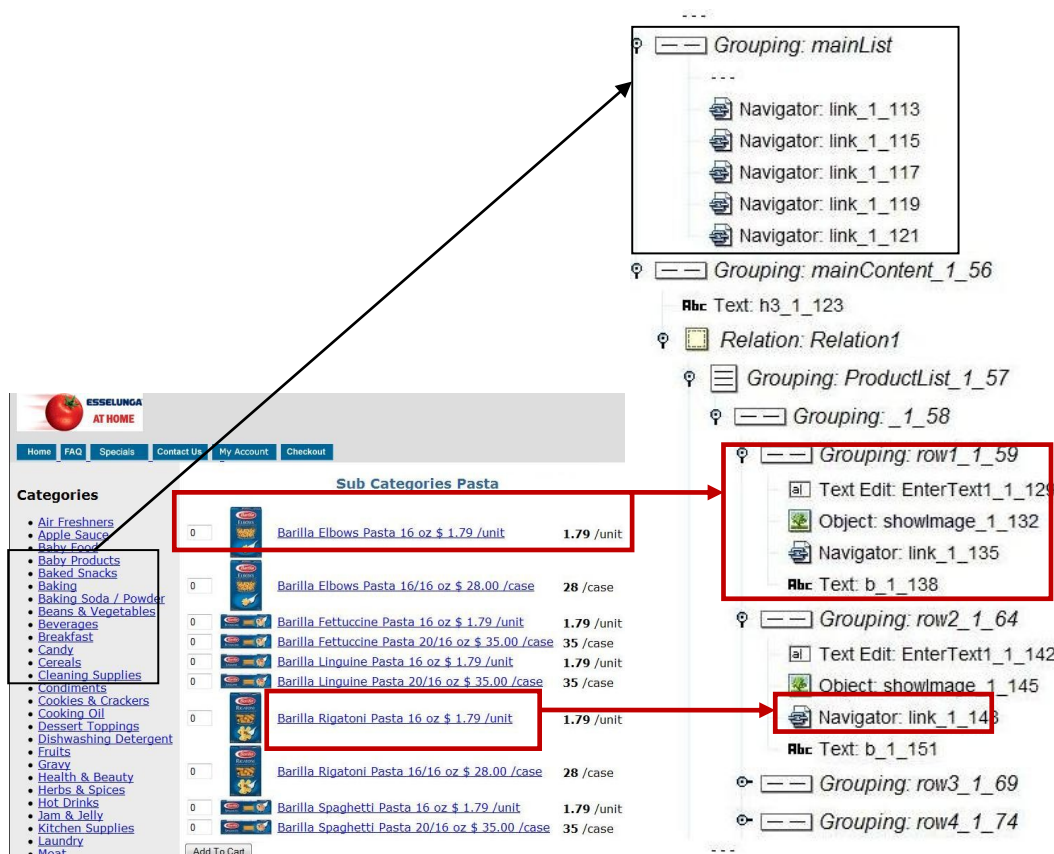 - - -
Grouping: mainList
- - -
Navigator: link_1_113
Navigator: link_1_115
Navigator: link_1_117
Navigator: link_1_119
Navigator: link_1_121
Grouping: mainContent_1_56
Abc Text: h3_1_123
Relation: Relation1
Grouping: ProductList_1_57
Grouping: _1_58
Grouping: row1_1_59
a| Text Edit: EnterText1_1_129
Object: showImage_1_132
Navigator: link_1_135
Abc Text: b_1_138
Grouping: row2_1_64
a| Text Edit: EnterText1_1_142
Object: showImage_1_145
Navigator: link_1_148
Abc Text: b_1_151
Grouping: row3_1_69
Grouping: row4_1_74
- - -
ESSELUNGA
AT HOME
Home FAQ Specials Contact Us My Account Checkout
Categories
• Air Freshners
• Apple Sauce
• Baby Food
• Baby Products
• Baked Snacks
• Baking
• Baking Soda / Powder
• Beans & Vegetables
• Beverages
• Breakfast
• Candy
• Cereals
• Cleaning Supplies
• Condiments
• Cookies & Crackers
• Cooking Oil
• Dessert Toppings
• Dishwashing Detergent
• Fruits
• Gravy
• Health & Beauty
• Herbs & Spices
• Hot Drinks
• Jam & Jelly
• Kitchen Supplies
• Laundry
• Meat
Sub Categories Pasta
0 Barilla Elbows Pasta 16 oz $ 1.79 /unit 1.79 /unit
0 Barilla Elbows Pasta 16/16 oz $ 28.00 /case 28 /case
0 Barilla Fettuccine Pasta 16 oz $ 1.79 /unit 1.79 /unit
0 Barilla Fettuccine Pasta 20/16 oz $ 35.00 /case 35 /case
0 Barilla Linguine Pasta 16 oz $ 1.79 /unit 1.79 /unit
0 Barilla Linguine Pasta 20/16 oz $ 35.00 /case 35 /case
0 Barilla Rigatoni Pasta 16 oz $ 1.79 /unit 1.79 /unit
0 Barilla Rigatoni Pasta 16/16 oz $ 28.00 /case 28 /case
0 Barilla Spaghetti Pasta 16 oz $ 1.79 /unit 1.79 /unit
0 Barilla Spaghetti Pasta 20/16 oz $ 35.00 /case 35 /case
Add To Cart